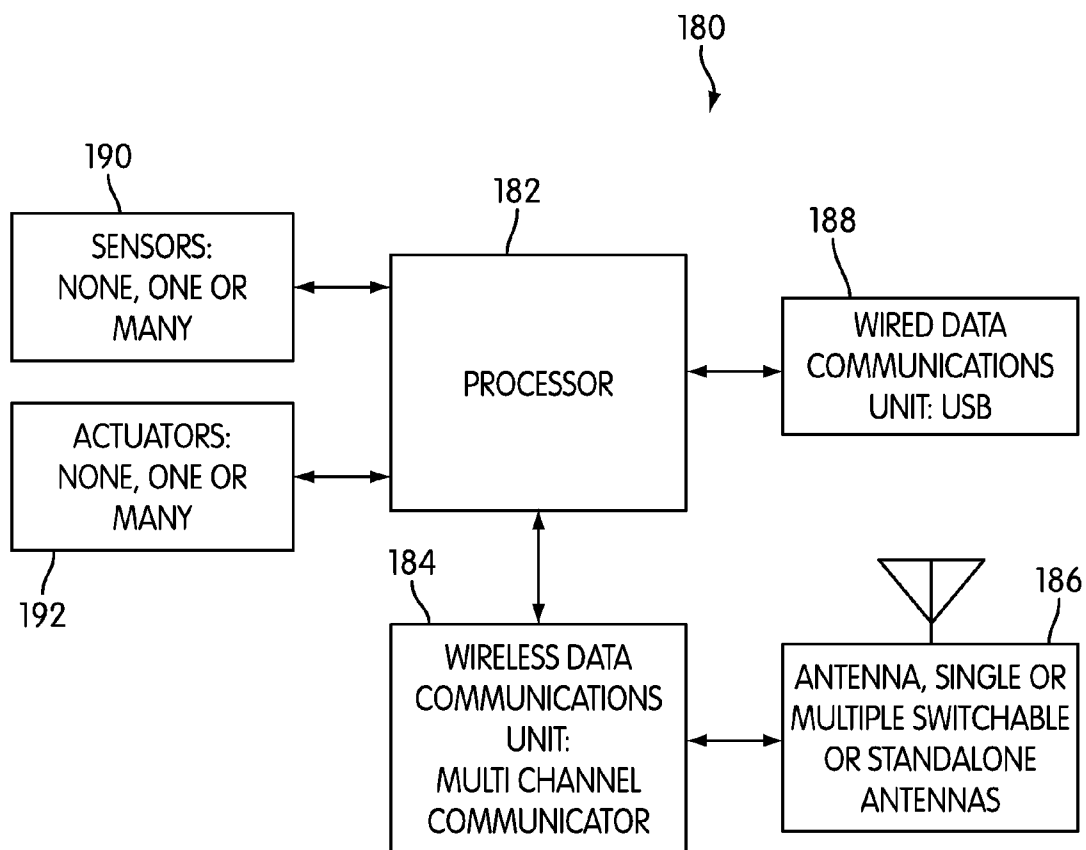 180
190
SENSORS:
NONE, ONE OR
MANY
182
PROCESSOR
188
WIRED DATA
COMMUNICATIONS
UNIT: USB
ACTUATORS:
NONE, ONE OR
MANY
192
184
WIRELESS DATA
COMMUNICATIONS
UNIT:
MULTI CHANNEL
COMMUNICATOR
186
ANTENNA, SINGLE OR
MULTIPLE SWITCHABLE
OR STANDALONE
ANTENNAS